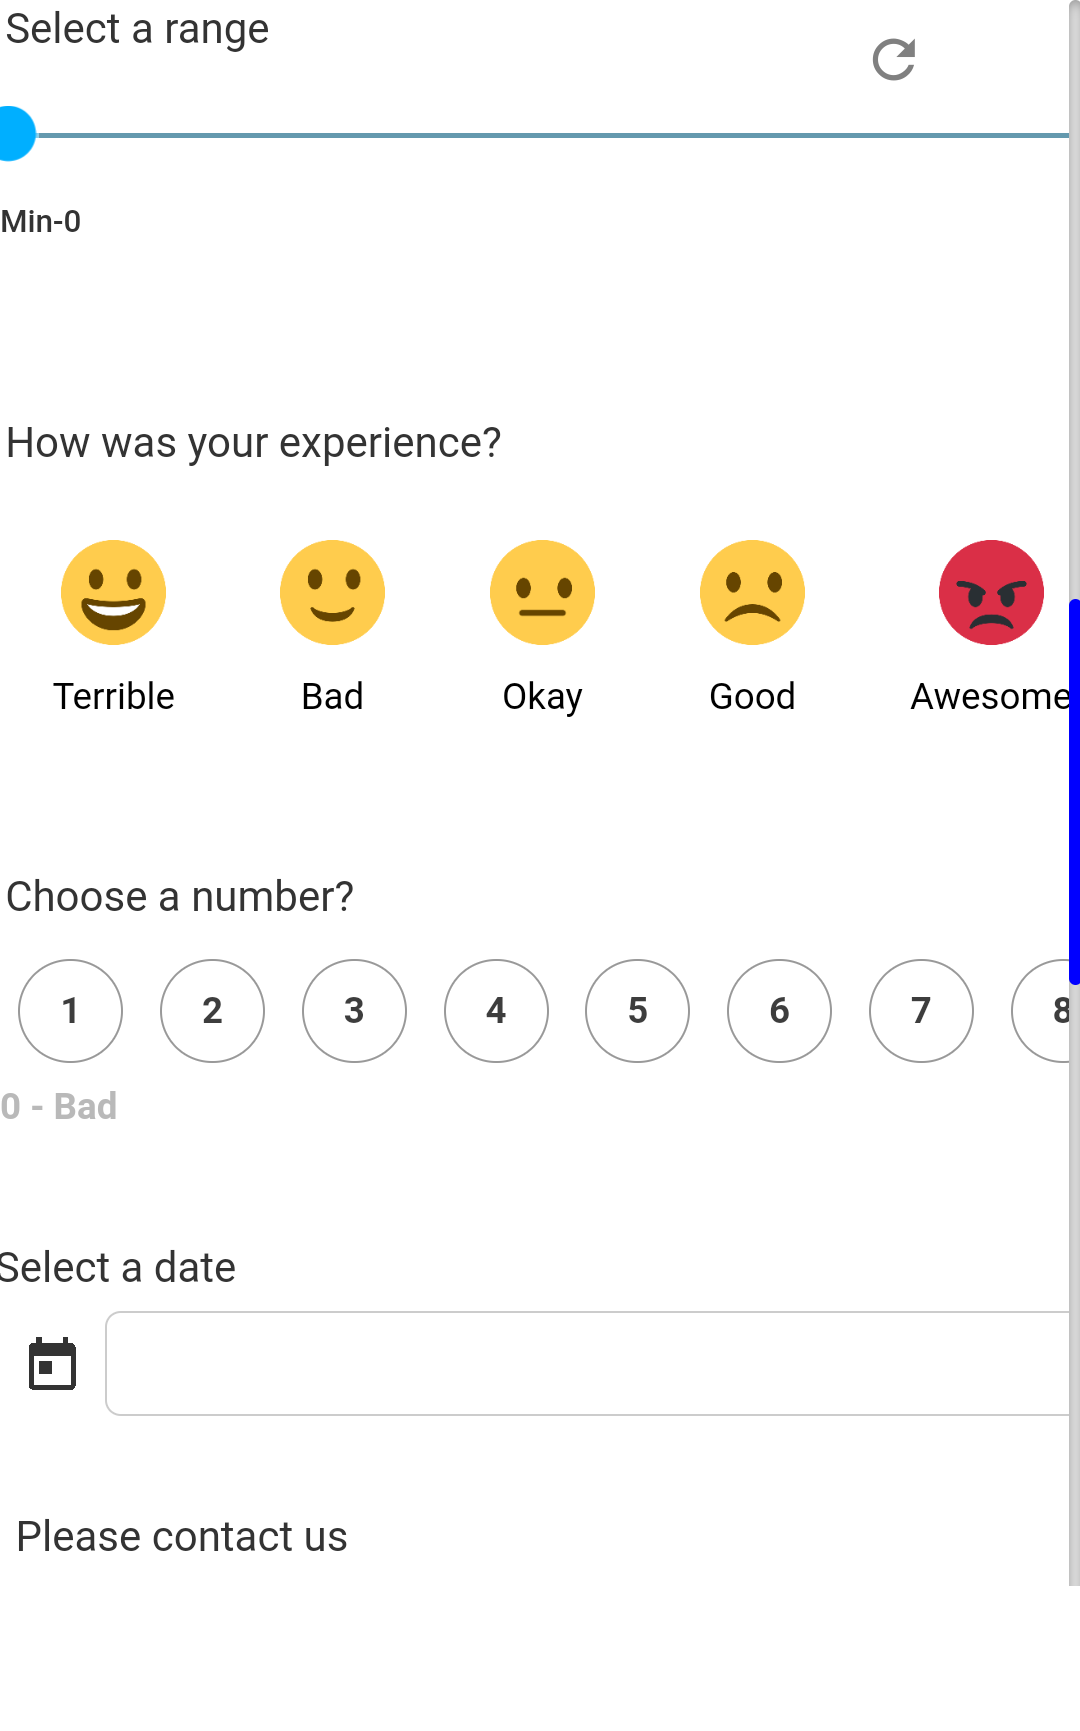 Select a range
Min-0
How was your experience?
Terrible Bad Okay Good Awesome
Choose a number?
1 2 3 4 5 6 7 8
0 - Bad
Select a date
Please contact us